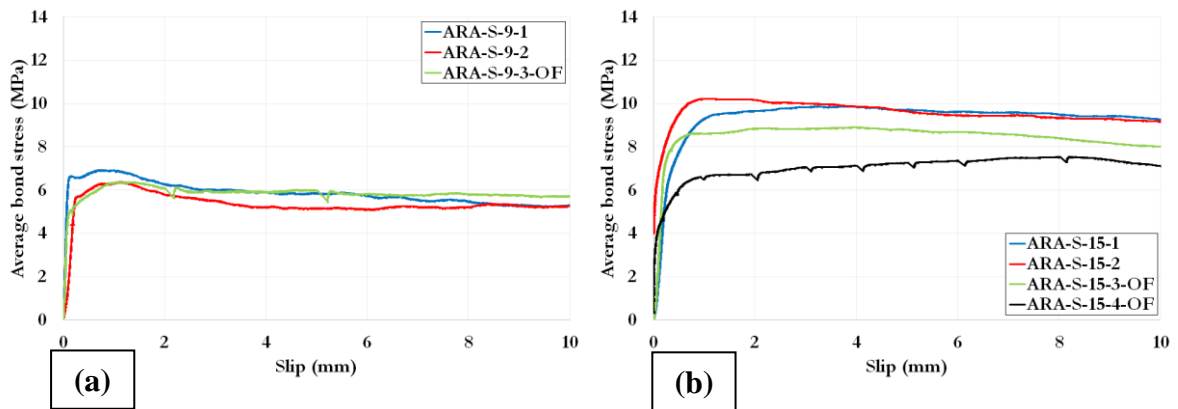 Average bond stress (MPa)
14
12
10
8
6
4
2
0
ARA-S-9-1
ARA-S-9-2
ARA-S-9-3-OF
0 2 4 6 8 10
Slip (mm)
(a)
Average bond stress (MPa)
14
12
10
8
6
4
2
0
ARA-S-15-1
ARA-S-15-2
ARA-S-15-3-OF
ARA-S-15-4-OF
0 2 4 6 8 10
Slip (mm)
(b)